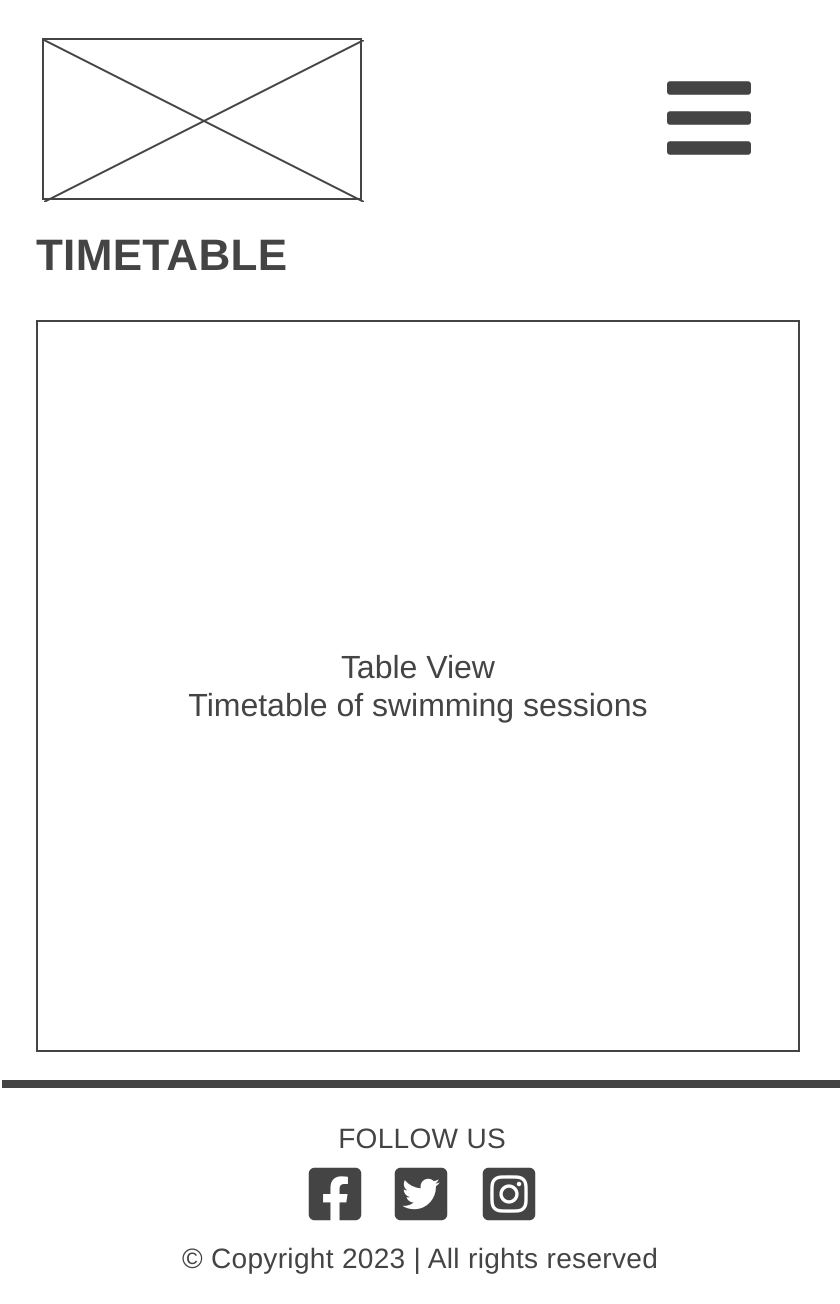 TIMETABLE
Table View
Timetable of swimming sessions
FOLLOW US
© Copyright 2023 | All rights reserved